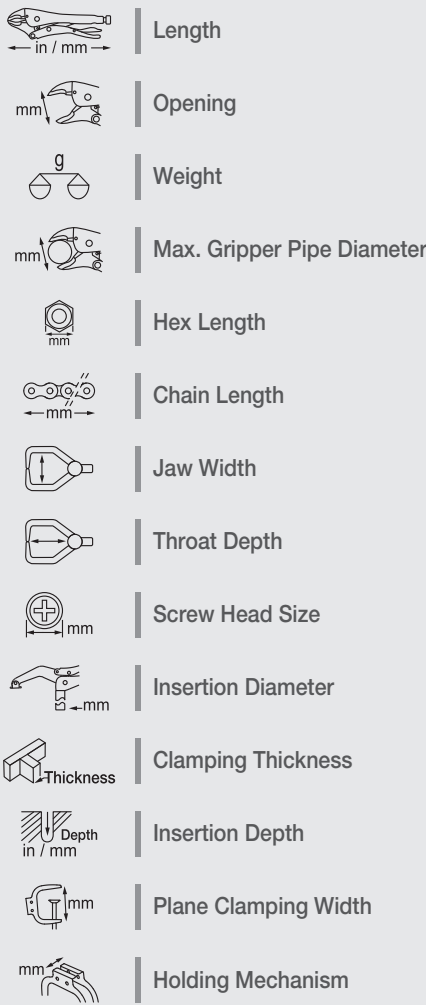 in / mm
Length
mm
Opening
g
Weight
mm
Max. Gripper Pipe Diameter
mm
Hex Length
mm
Chain Length
Jaw Width
Throat Depth
mm
Screw Head Size
mm
Insertion Diameter
Thickness
Clamping Thickness
Depth
in / mm
Insertion Depth
mm
Plane Clamping Width
mm
Holding Mechanism